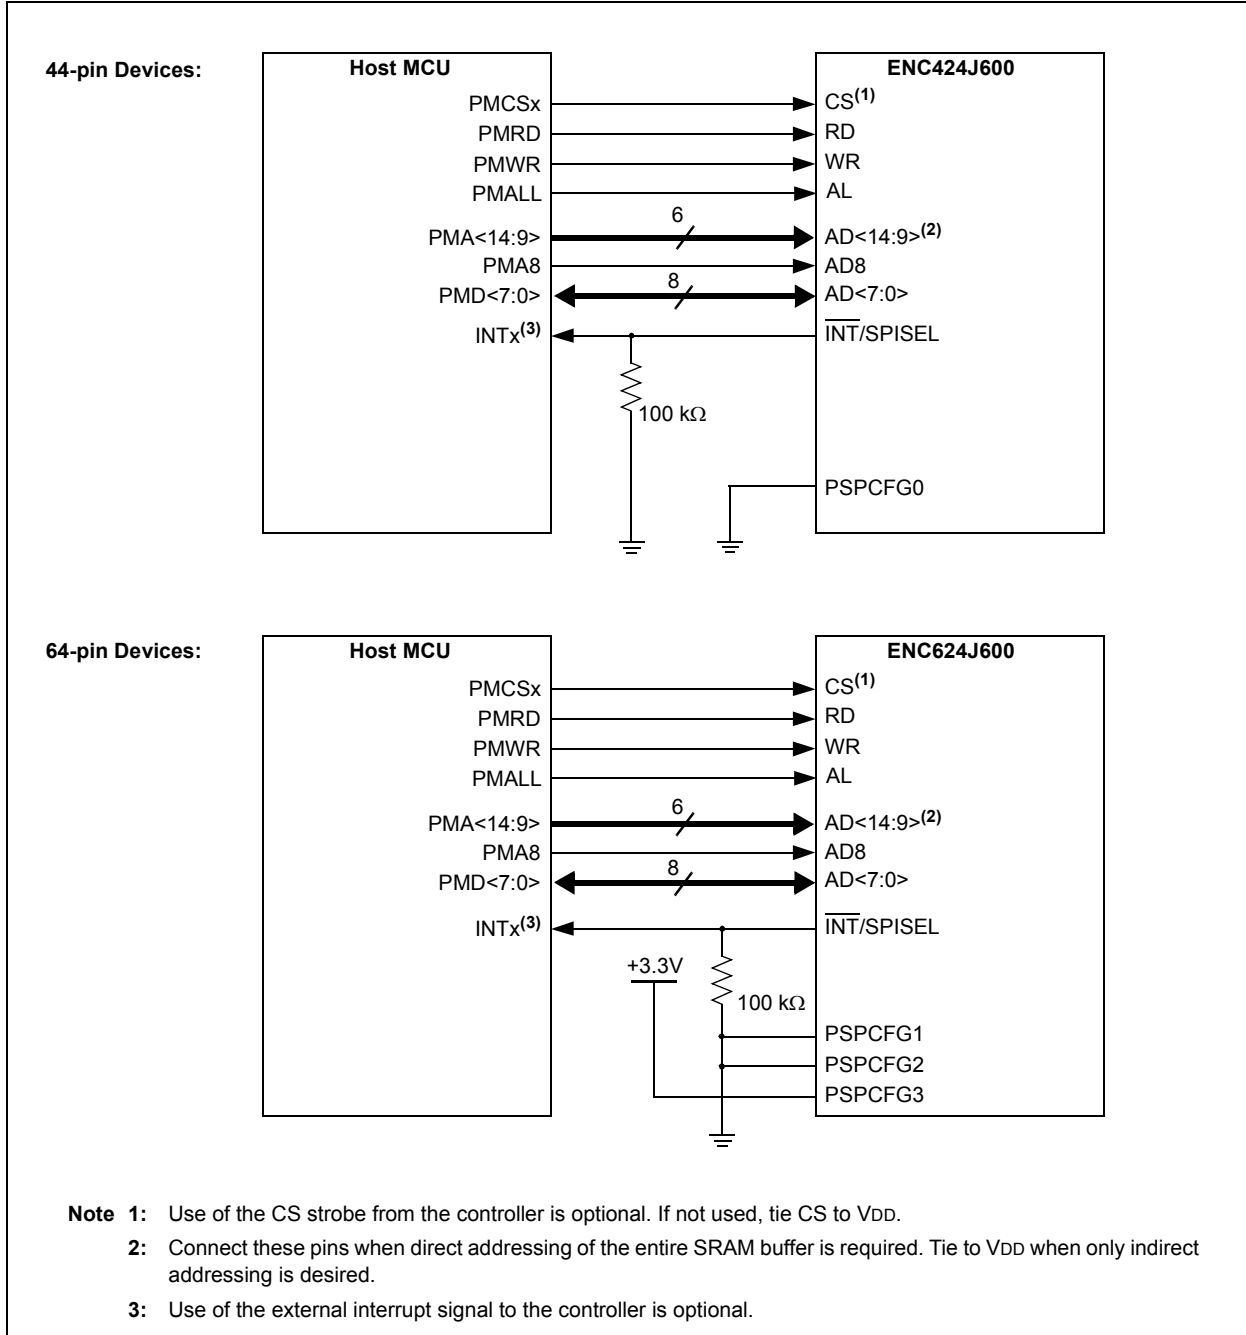 44-pin Devices:
Host MCU
ENC424J600
PMCSx
CS(1)
PMRD
RD
PMWR
WR
PMALL
AL
6
PMA<14:9>
AD<14:9>(2)
PMA8
AD8
8
PMD<7:0>
AD<7:0>
INTx(3)
INT/SPISEL
100 kΩ
PSPCFG0
64-pin Devices:
Host MCU
ENC624J600
PMCSx
CS(1)
PMRD
RD
PMWR
WR
PMALL
AL
6
PMA<14:9>
AD<14:9>(2)
PMA8
AD8
8
PMD<7:0>
AD<7:0>
INTx(3)
INT/SPISEL
+3.3V
100 kΩ
PSPCFG1
PSPCFG2
PSPCFG3
Note 1: Use of the CS strobe from the controller is optional. If not used, tie CS to VDD.
2: Connect these pins when direct addressing of the entire SRAM buffer is required. Tie to VDD when only indirect
addressing is desired.
3: Use of the external interrupt signal to the controller is optional.